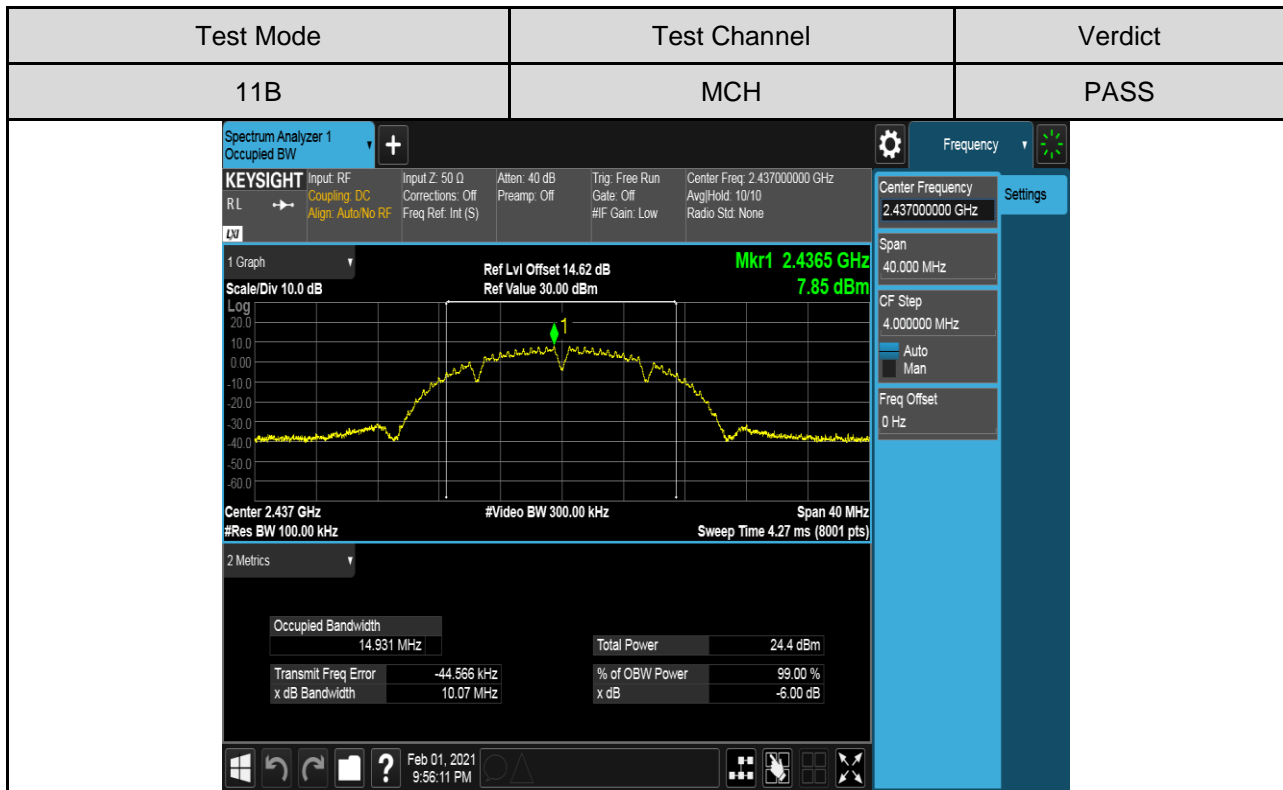 Test Mode Test Channel Verdict
11B MCH PASS
Spectrum Analyzer 1
Occupied BW
+
Frequency
KEYSIGHT Input: RF Input Z: 50 Ω Atten: 40 dB Trig: Free Run Center Freq: 2.437000000 GHz
RL Coupling: DC Corrections: Off Preamp: Off Gate: Off Avg|Hold: 10/10
Align: Auto/No RF Freq Ref: Int (S) #IF Gain: Low Radio Std: None
LXI
Center Frequency
2.437000000 GHz
Settings
Span
40.000 MHz
CF Step
4.000000 MHz
Auto
Man
Freq Offset
0 Hz
1 Graph
Ref Lvl Offset 14.62 dB
Mkr1 2.4365 GHz
Scale/Div 10.0 dB
Ref Value 30.00 dBm
7.85 dBm
Log
20.0
10.0
0.00
-10.0
-20.0
-30.0
-40.0
-50.0
-60.0
1
Center 2.437 GHz #Video BW 300.00 kHz Span 40 MHz
#Res BW 100.00 kHz Sweep Time 4.27 ms (8001 pts)
2 Metrics
Occupied Bandwidth
14.931 MHz
Total Power 24.4 dBm
Transmit Freq Error -44.566 kHz % of OBW Power 99.00 %
x dB Bandwidth 10.07 MHz x dB -6.00 dB
?
Feb 01, 2021
9:56:11 PM